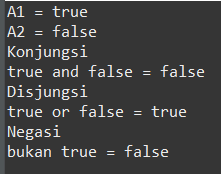 A1 = true
A2 = false
Konjungsi
true and false = false
Disjungsi
true or false = true
Negasi
bukan true = false